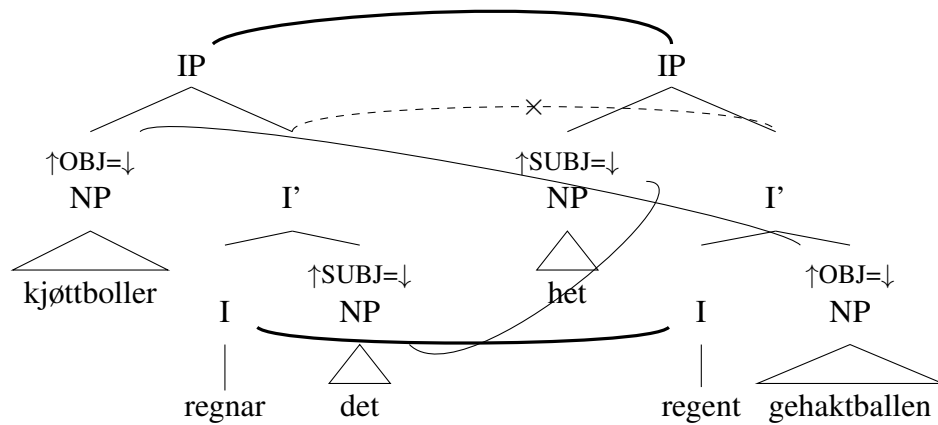 IP IP
↑OBJ=↓ ↑SUBJ=↓
NP I' NP I'
↑SUBJ=↓ ↑OBJ=↓
kjøttboller het
I NP I NP
regnar det regent gehaktballen